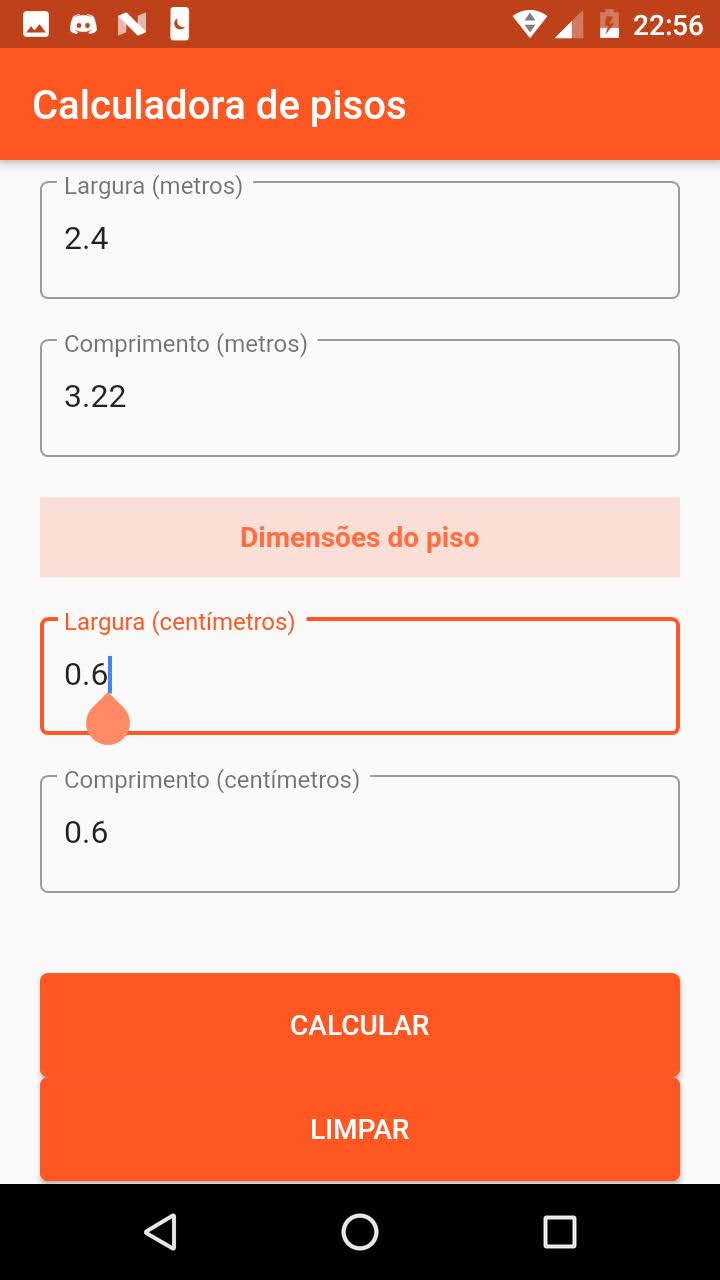 22:56
Calculadora de pisos
Largura (metros)
2.4
Comprimento (metros)
3.22
Dimensões do piso
Largura (centímetros)
0.6
Comprimento (centímetros)
0.6
CALCULAR
LIMPAR